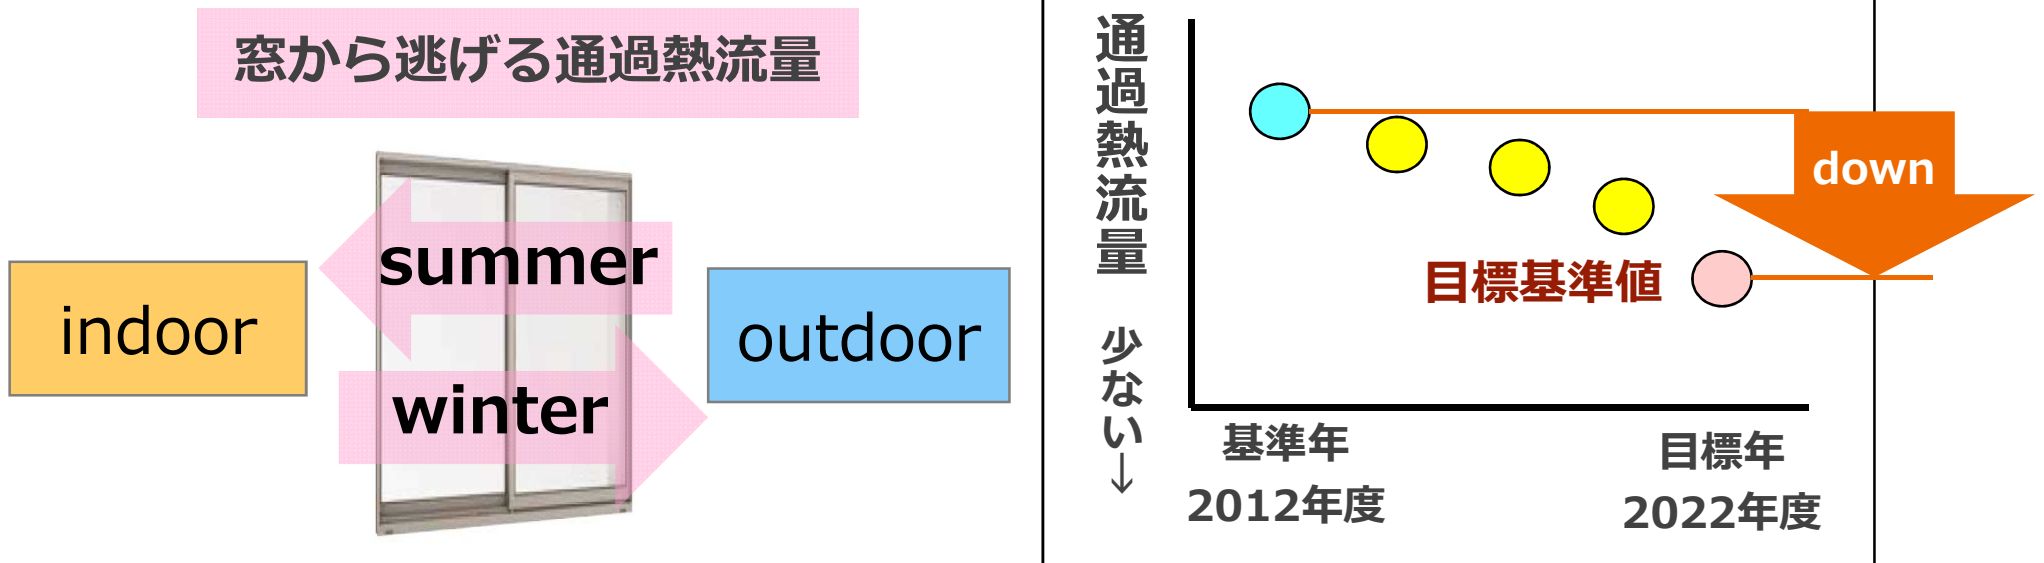 窓から逃げる通過熱流量
summer
indoor
outdoor
winter
通過熱流量 少ない→
down
目標基準値
基準年
2012年度
目標年
2022年度